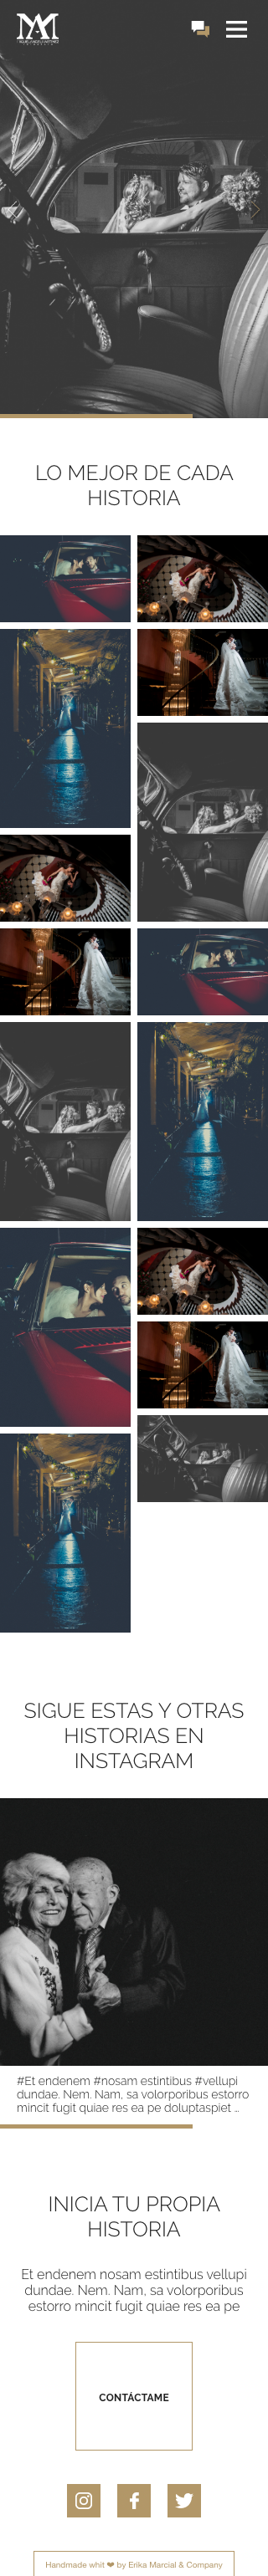 LO MEJOR DE CADA
HISTORIA
SIGUE ESTAS Y OTRAS
HISTORIAS EN
INSTAGRAM
#Et endenem #nosam estintibus #vellupi
dundae. Nem. Nam, sa volorporibus estorro
mincit fugit quiae res ea pe doluptaspiet ...
INICIA TU PROPIA
HISTORIA
Et endenem nosam estintibus vellupi
dundae. Nem. Nam, sa volorporibus
estorro mincit fugit quiae res ea pe
CONTÁCTAME
Handmade whit ❤ by Erika Marcial & Company